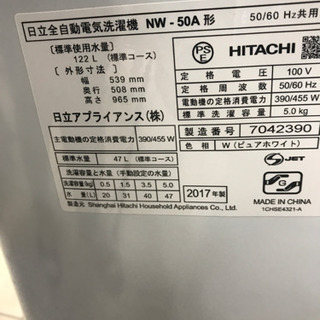 日立全自動電気洗濯機 NW-50A 形
50/60 Hz共用
[標準使用水量]
122 L (標準コース)
[外形寸法]
幅 539 mm
奥行 508 mm
高さ 965 mm
日立アプライアンス(株)
PS
E
HITACHI
定格電圧 100 V
定格周波数 50/60 Hz
電動機の定格消費電力 390/455 W
標準洗濯容量 5.0 kg
主電動機の定格消費電力 390/455 W
製造番号 7042390
標準水量 47 L (標準コース)
色 W (ピュアホワイト)
洗濯容量と水量 (手動設定の水量)
洗濯容量(kg) 0.5 1.5 3.5 5.0
水量(L) 20 31 40 47
2017年製
S JET
MADE IN CHINA
1CHSE4321-A
製造元 Shanghai Hitachi Household Appliances Co., Ltd.